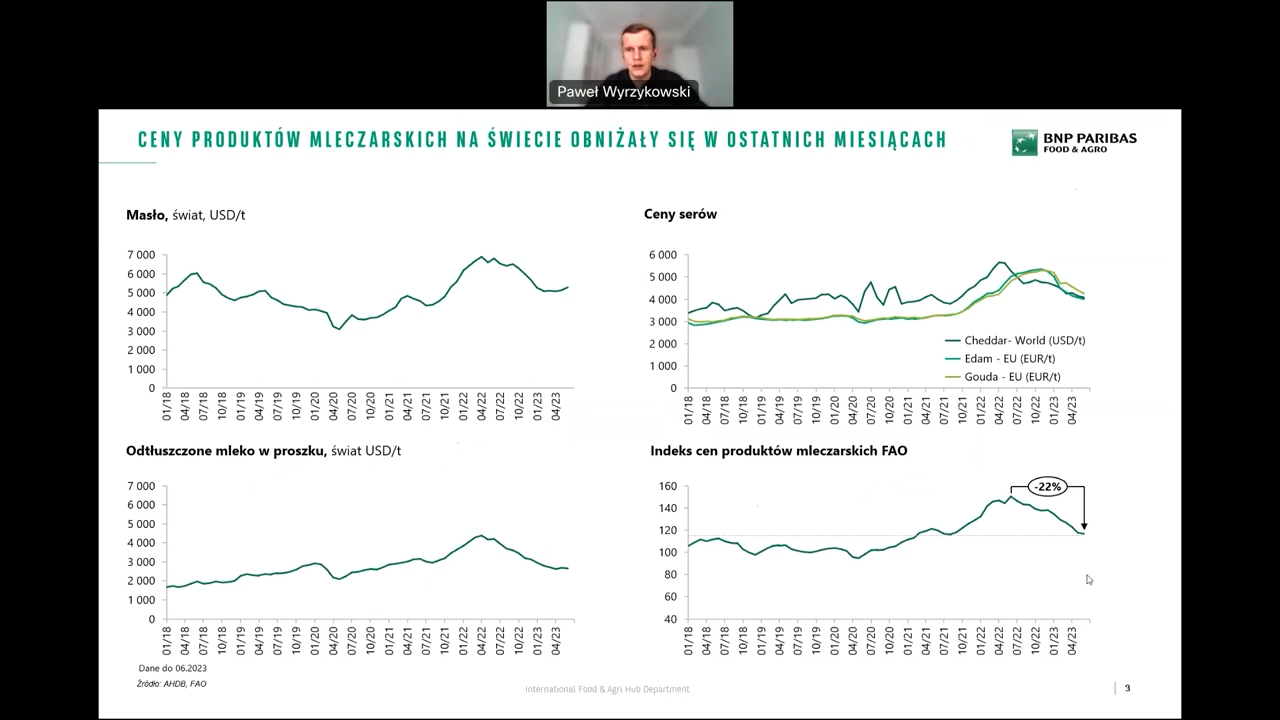 Paweł Wyrzykowski
CENY PRODUKTÓW MLECZARSKICH NA ŚWIECIE OBNIŻAŁY SIĘ W OSTATNICH MIESIĄCACH
BNP PARIBAS
FOOD & AGRO
Masło, świat, USD/t
7 000
6 000
5 000
4 000
3 000
2 000
1 000
0
01/18 04/18 07/18 10/18 01/19 04/19 07/19 10/19 01/20 04/20 07/20 10/20 01/21 04/21 07/21 10/21 01/22 04/22 07/22 10/22 01/23 04/23
Ceny serów
6 000
5 000
4 000
3 000
2 000
1 000
0
Cheddar- World (USD/t)
Edam - EU (EUR/t)
Gouda - EU (EUR/t)
01/18 04/18 07/18 10/18 01/19 04/19 07/19 10/19 01/20 04/20 07/20 10/20 01/21 04/21 07/21 10/21 01/22 04/22 07/22 10/22 01/23 04/23
Odtłuszczone mleko w proszku, świat USD/t
7 000
6 000
5 000
4 000
3 000
2 000
1 000
0
01/18 04/18 07/18 10/18 01/19 04/19 07/19 10/19 01/20 04/20 07/20 10/20 01/21 04/21 07/21 10/21 01/22 04/22 07/22 10/22 01/23 04/23
Indeks cen produktów mleczarskich FAO
160
140
120
100
80
60
40
-22%
01/18 04/18 07/18 10/18 01/19 04/19 07/19 10/19 01/20 04/20 07/20 10/20 01/21 04/21 07/21 10/21 01/22 04/22 07/22 10/22 01/23 04/23
Dane do 06.2023
Źródło: AHDB, FAO
International Food & Agri Hub Department
3